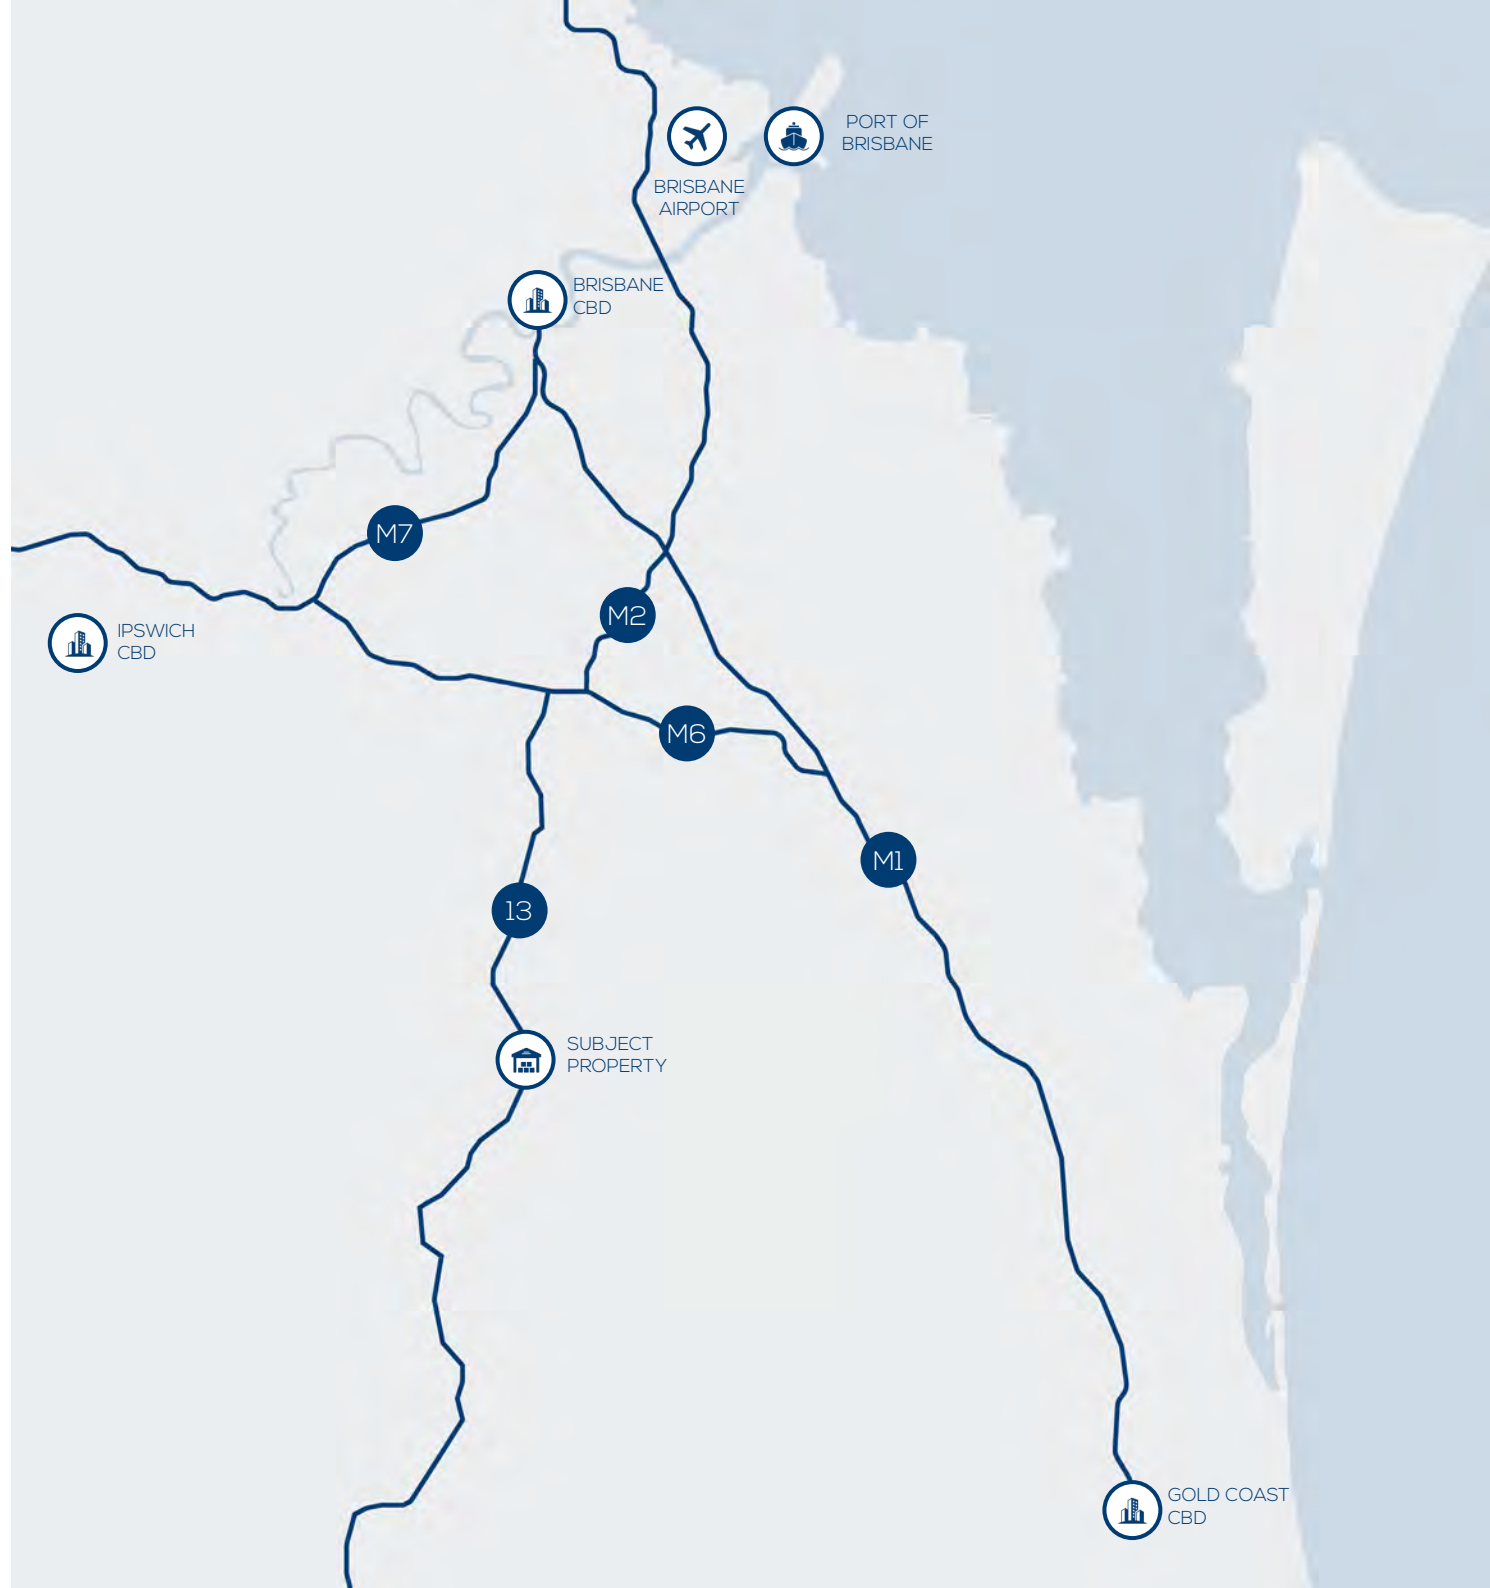 PORT OF
BRISBANE
BRISBANE
AIRPORT
BRISBANE
CBD
M7
IPSWICH
CBD
M2
M6
M1
13
SUBJECT
PROPERTY
GOLD COAST
CBD